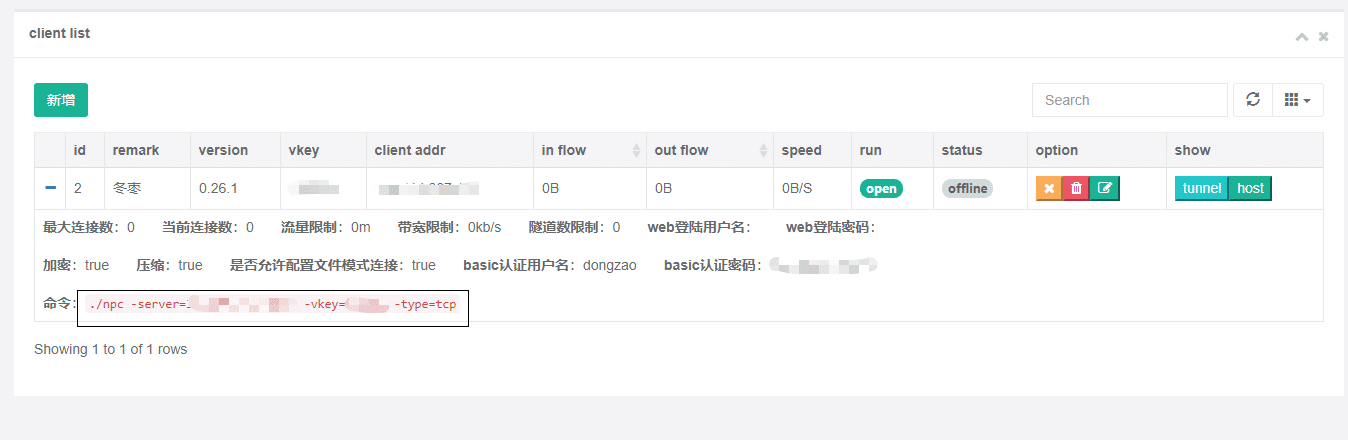 client list
新增
Search
id remark version vkey client addr in flow out flow speed run status option show
2 冬枣 0.26.1 0B 0B 0B/S open offline tunnel host
最大连接数：0 当前连接数：0 流量限制：0m 带宽限制：0kb/s 隧道数限制：0 web登陆用户名： web登陆密码：
加密：true 压缩：true 是否允许配置文件模式连接：true basic认证用户名：dongzao basic认证密码：
命令：./npc -server= -vkey= -type=tcp
Showing 1 to 1 of 1 rows